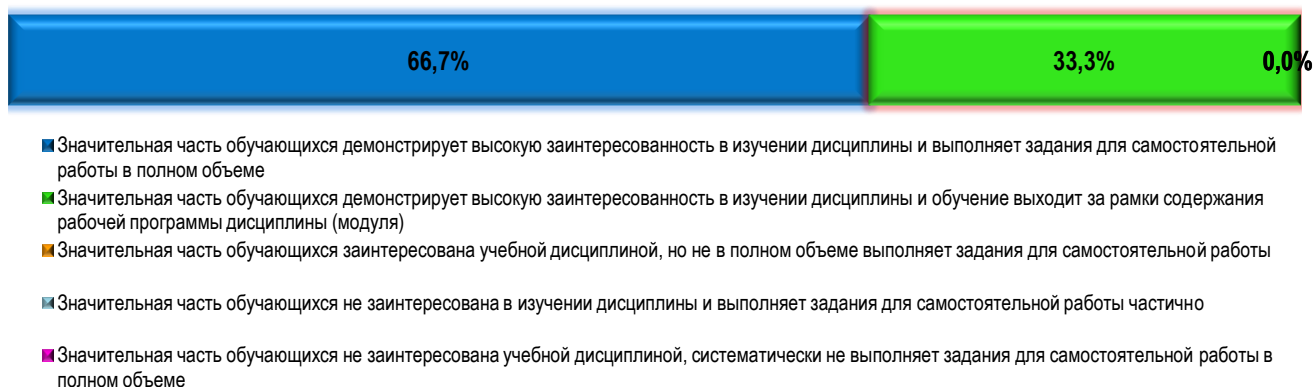 66,7%
33,3%
0,0%
Значительная часть обучающихся демонстрирует высокую заинтересованность в изучении дисциплины и выполняет задания для самостоятельной
работы в полном объеме
Значительная часть обучающихся демонстрирует высокую заинтересованность в изучении дисциплины и обучение выходит за рамки содержания
рабочей программы дисциплины (модуля)
Значительная часть обучающихся заинтересована учебной дисциплиной, но не в полном объеме выполняет задания для самостоятельной работы
Значительная часть обучающихся не заинтересована в изучении дисциплины и выполняет задания для самостоятельной работы частично
Значительная часть обучающихся не заинтересована учебной дисциплиной, систематически не выполняет задания для самостоятельной работы в
полном объеме